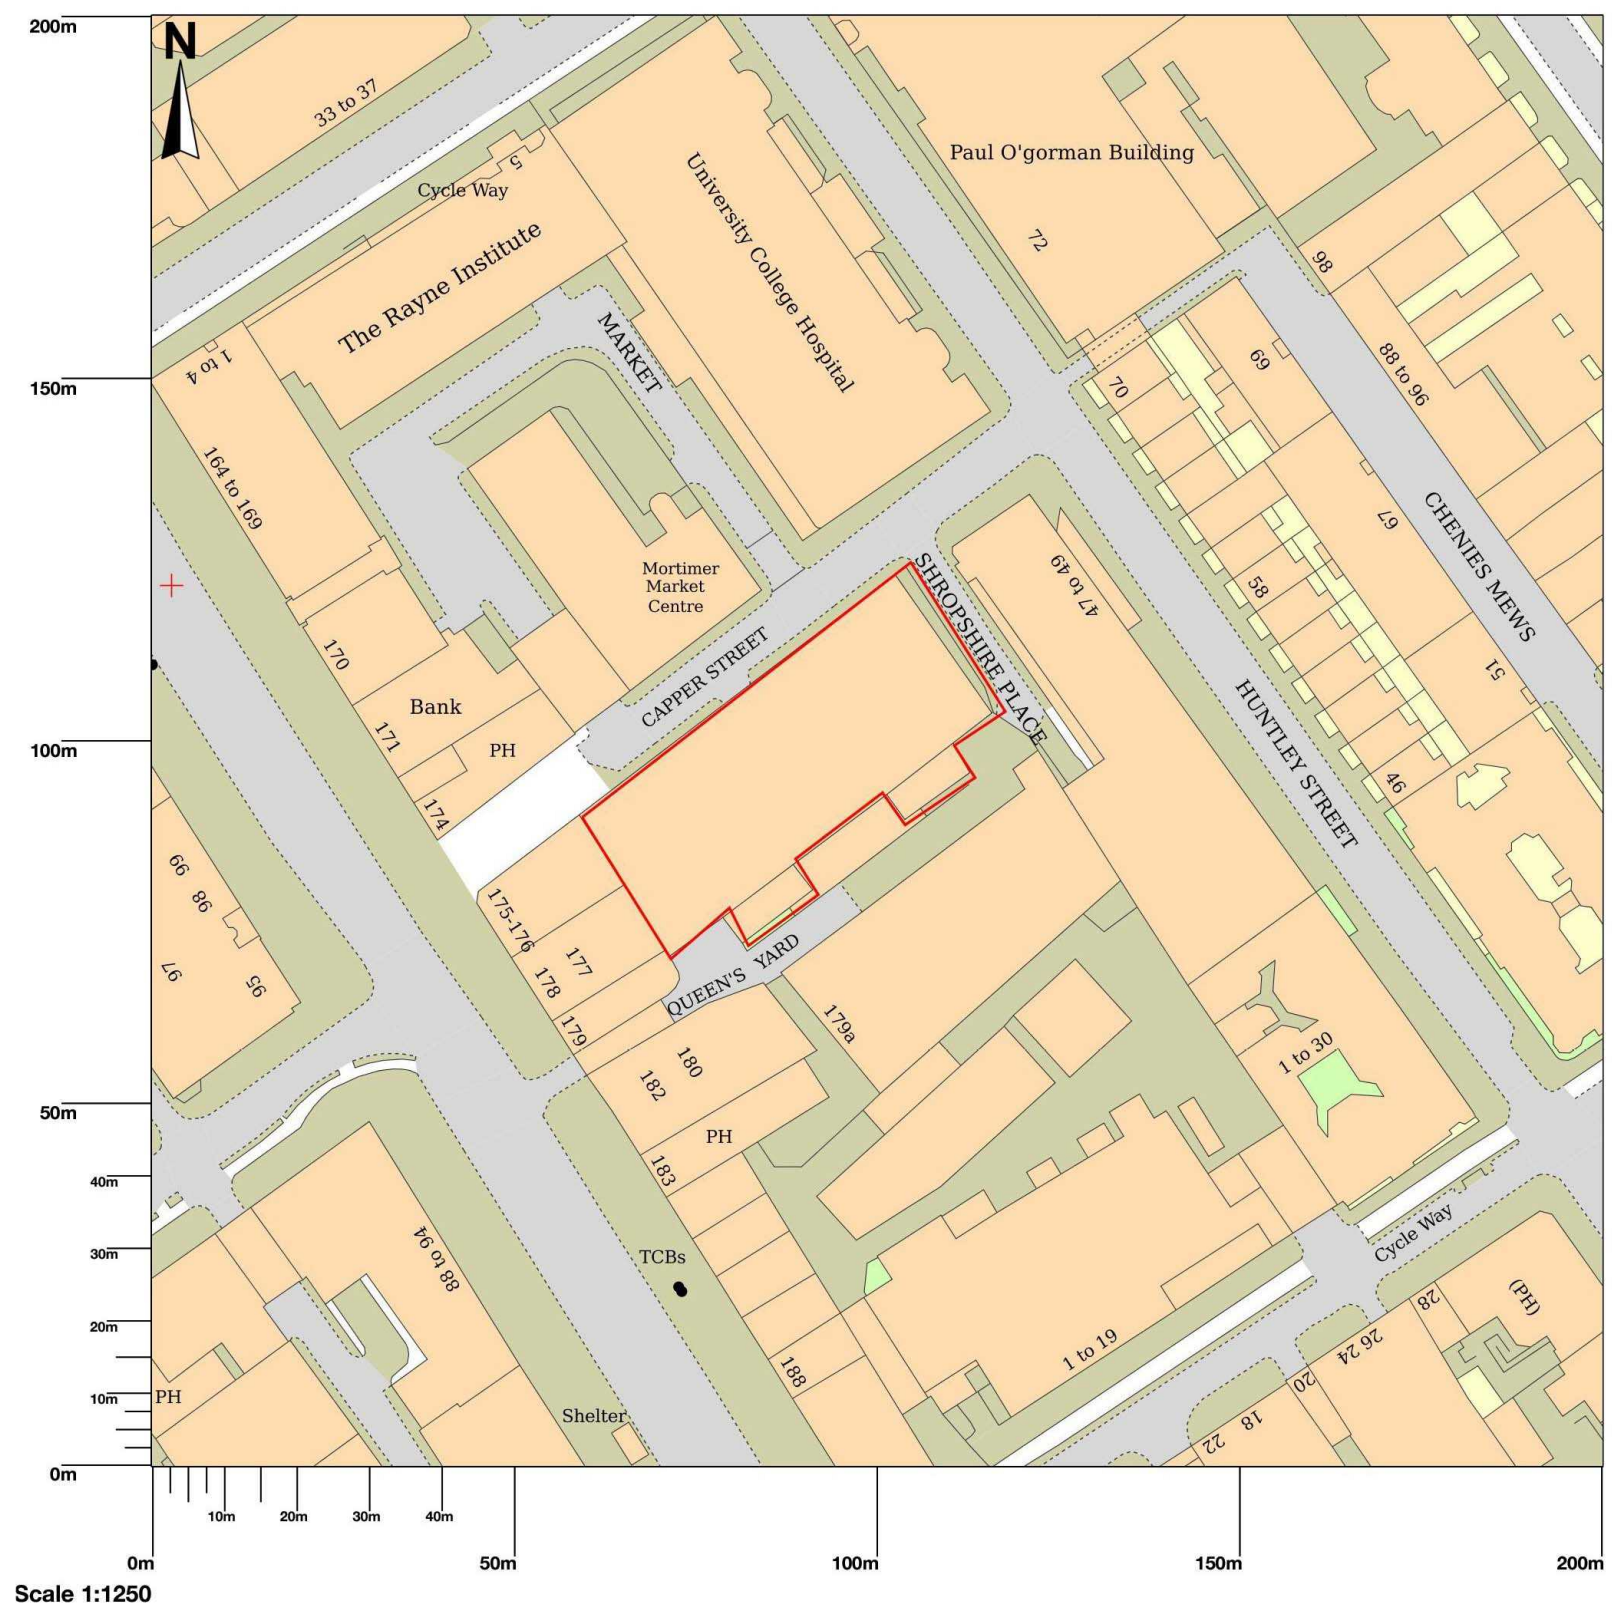 200m
N
33 to 37
Cycle Way
5
The Rayne Institute
University College Hospital
Paul O'gorman Building
72
98
1 to 4
MARKET
150m
70
69
88 to 96
164 to 169
Mortimer
Market
Centre
SHROPSHIRE PLACE
47 to 49
58
67
CHENIES MEWS
170
Bank
171
PH
174
CAPPER STREET
51
HUNTLEY STREET
46
100m
99
98
97
95
175-176
177
178
179
QUEEN'S YARD
179a
180
182
PH
183
1 to 30
50m
40m
30m
20m
10m
0m
88 to 94
TCBs
PH
Shelter
188
1 to 19
Cycle Way
28
(PH)
26 24
20
18
22
10m
20m
30m
40m
0m
50m
100m
150m
200m
Scale 1:1250